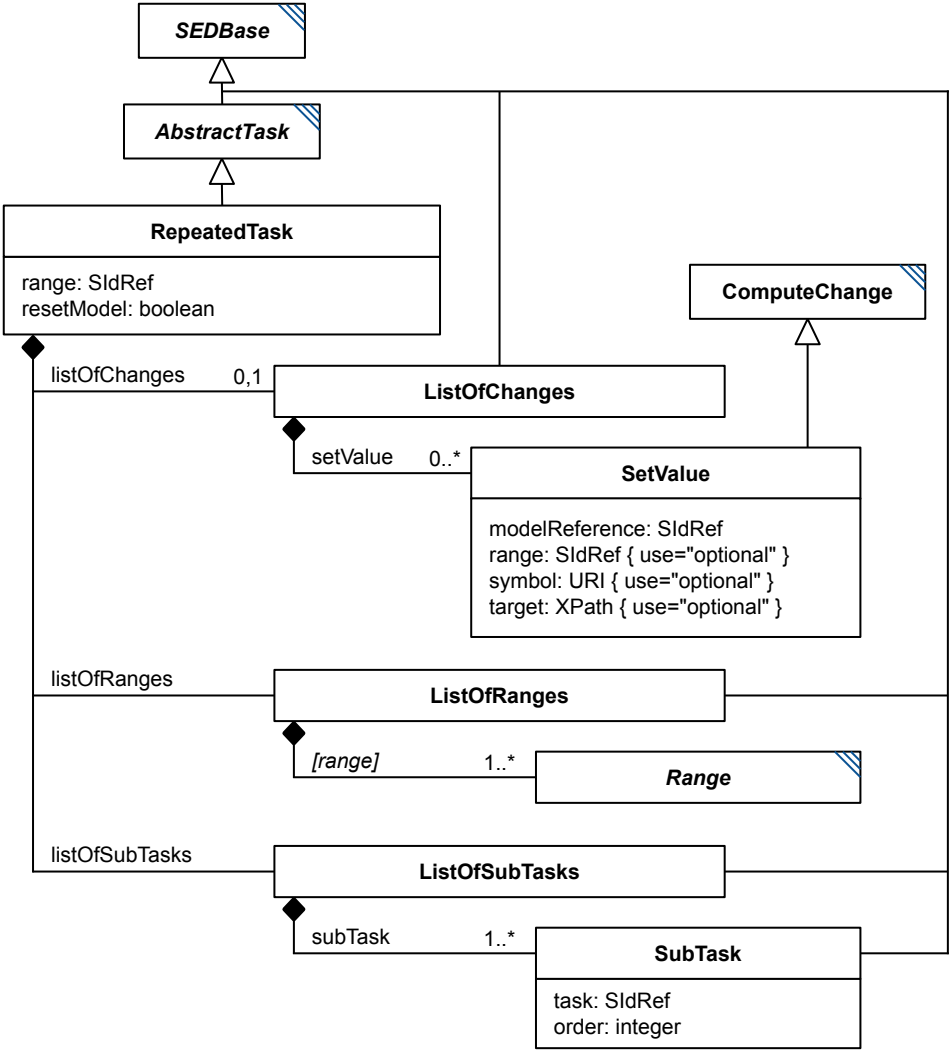 SEDBase
AbstractTask
RepeatedTask
range: SIdRef
resetModel: boolean
ComputeChange
listOfChanges 0,1
ListOfChanges
setValue 0..*
SetValue
modelReference: SIdRef
range: SIdRef { use="optional" }
symbol: URI { use="optional" }
target: XPath { use="optional" }
listOfRanges
ListOfRanges
[range] 1..*
Range
listOfSubTasks
ListOfSubTasks
subTask 1..*
SubTask
task: SIdRef
order: integer